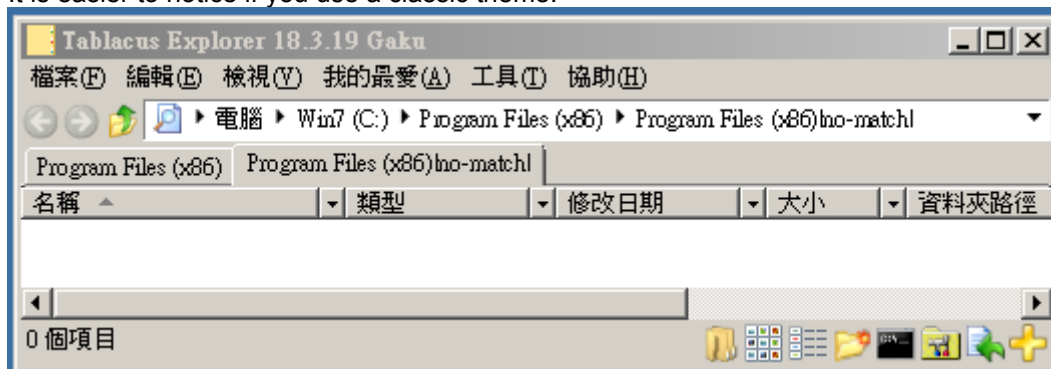 It is easier to notice if you use a classic theme.
Tablacus Explorer 18.3.19 Gaku
檔案(F) 編輯(E) 檢視(V) 我的最愛(A) 工具(T) 協助(H)
電腦 Win7 (C:) Program Files (x86) Program Files (x86)\no-match\
Program Files (x86) Program Files (x86)\no-match\
名稱 類型 修改日期 大小 資料夾路徑
0 個項目